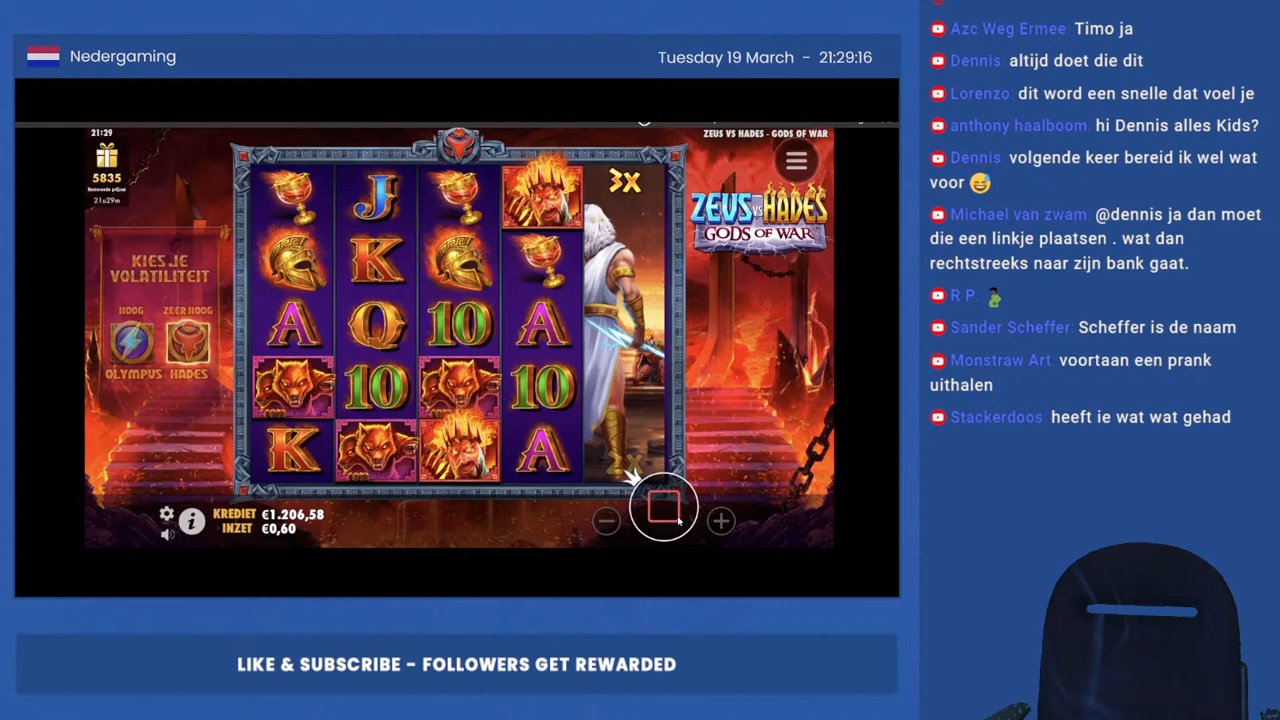 Nedergaming
Tuesday 19 March - 21:29:16
21:29
5835
21u29m
KIES JE
VOLATILITEIT
HOOG
ZEER HOOG
OLYMPUS
HADES
J
3X
K
K
A
Q
10
A
10
10
K
A
ZEUS VS HADES - GODS OF WAR
ZEUS VS HADES
GODS OF WAR
KREDIET €1.206,58
INZET €0,60
LIKE & SUBSCRIBE - FOLLOWERS GET REWARDED
Azc Weg Ermee: Timo ja
Dennis: altijd doet die dit
Lorenzo: dit word een snelle dat voel je
anthony haalboom: hi Dennis alles Kids?
Dennis: volgende keer bereid ik wel wat
voor 😅
Michael van zwam: @dennis ja dan moet
die een linkje plaatsen . wat dan
rechtstreeks naar zijn bank gaat.
R P:
Sander Scheffer: Scheffer is de naam
Monstraw Art: voortaan een prank
uithalen
Stackerdoos: heeft ie wat wat gehad